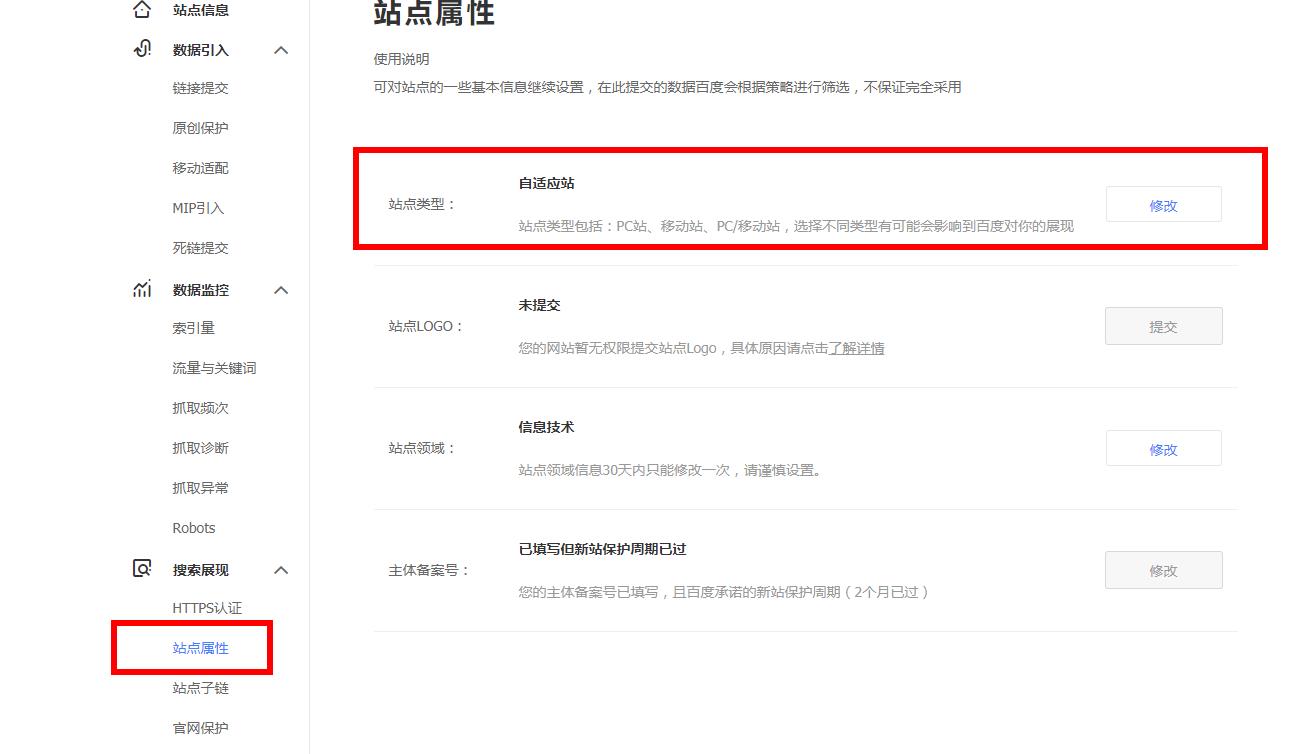 站点信息
数据引入
链接提交
原创保护
移动适配
MIP引入
死链提交
数据监控
索引量
流量与关键词
抓取频次
抓取诊断
抓取异常
Robots
搜索展现
HTTPS认证
站点属性
站点子链
官网保护
站点属性
使用说明
可对站点的一些基本信息继续设置，在此提交的数据百度会根据策略进行筛选，不保证完全采用
站点类型：
自适应站
站点类型包括：PC站、移动站、PC/移动站，选择不同类型有可能会影响到百度对你的展现
修改
站点LOGO：
未提交
您的网站暂无权限提交站点Logo，具体原因请点击了解详情
提交
站点领域：
信息技术
站点领域信息30天内只能修改一次，请谨慎设置。
修改
主体备案号：
已填写但新站保护周期已过
您的主体备案号已填写，且百度承诺的新站保护周期（2个月已过）
修改